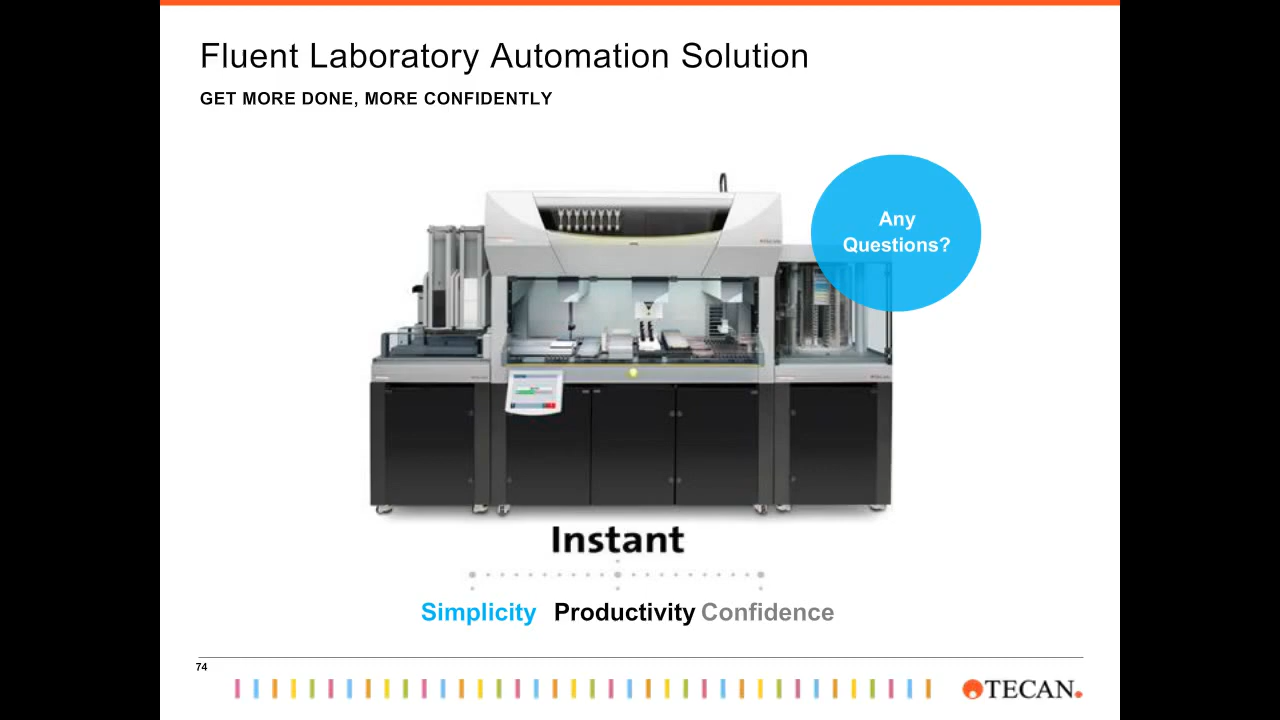 Fluent Laboratory Automation Solution
GET MORE DONE, MORE CONFIDENTLY
Any
Questions?
Instant
Simplicity Productivity Confidence
74
TECAN.